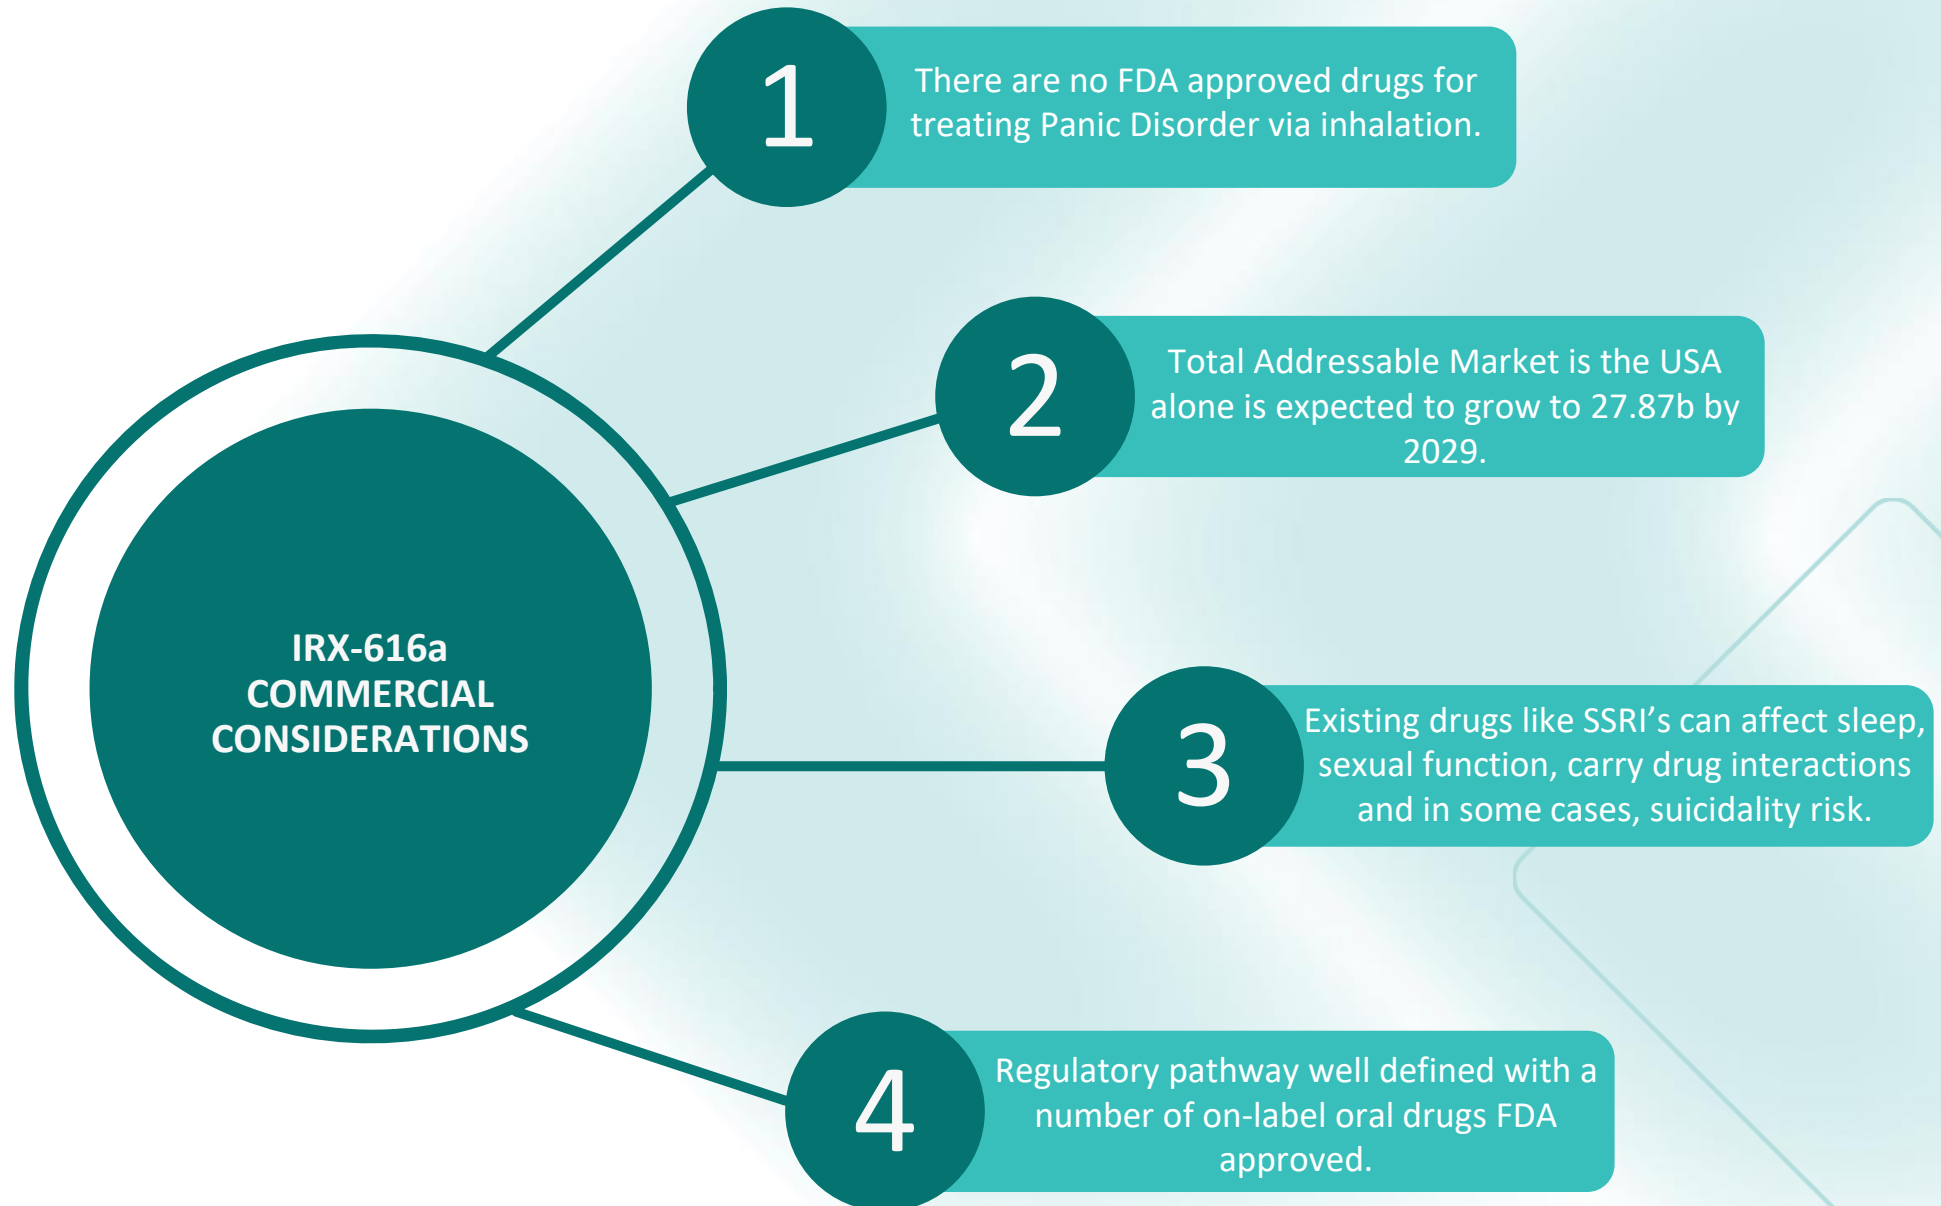 1
There are no FDA approved drugs for
treating Panic Disorder via inhalation.
2
Total Addressable Market is the USA
alone is expected to grow to 27.87b by
2029.
IRX-616a
COMMERCIAL
CONSIDERATIONS
3
Existing drugs like SSRI’s can affect sleep,
sexual function, carry drug interactions
and in some cases, suicidality risk.
4
Regulatory pathway well defined with a
number of on-label oral drugs FDA
approved.